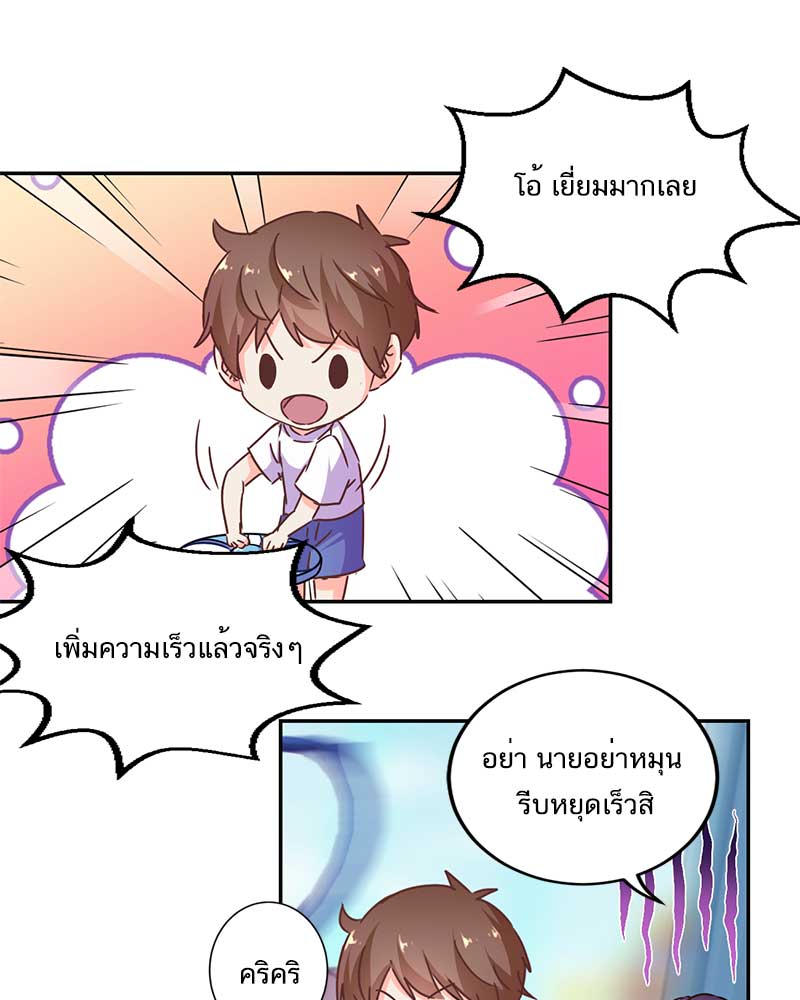 โอ้ เยี่ยมมากเลย
เพิ่มความเร็วแล้วจริงๆ
อย่า นายอย่าหมุน
รีบหยุดเร็วสิ
คริคริ